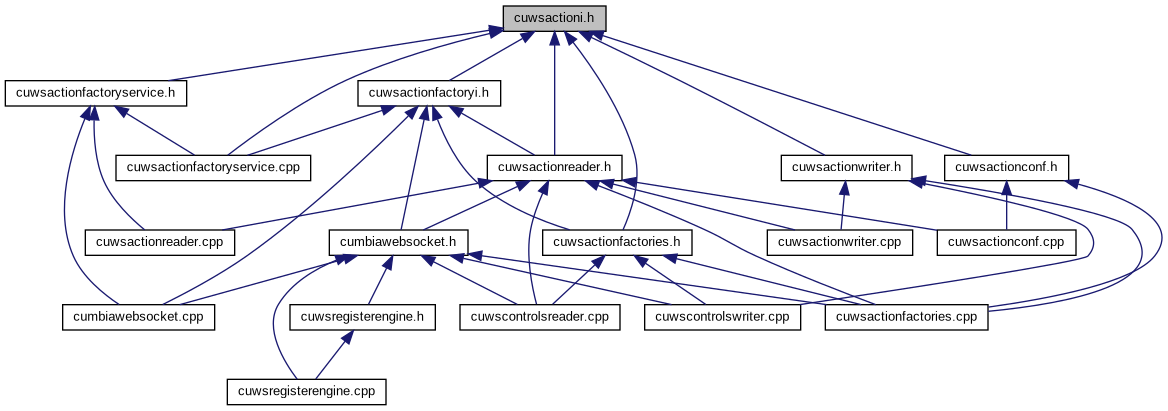 cuwsactioni.h
cuwsactionfactoryservice.h
cuwsactionfactoryi.h
cuwsactionfactoryservice.cpp
cuwsactionreader.h
cuwsactionwriter.h
cuwsactionconf.h
cuwsactionreader.cpp
cumbiawebsocket.h
cuwsactionfactories.h
cuwsactionwriter.cpp
cuwsactionconf.cpp
cumbiawebsocket.cpp
cuwsregisterengine.h
cuwscontrolsreader.cpp
cuwscontrolswriter.cpp
cuwsactionfactories.cpp
cuwsregisterengine.cpp